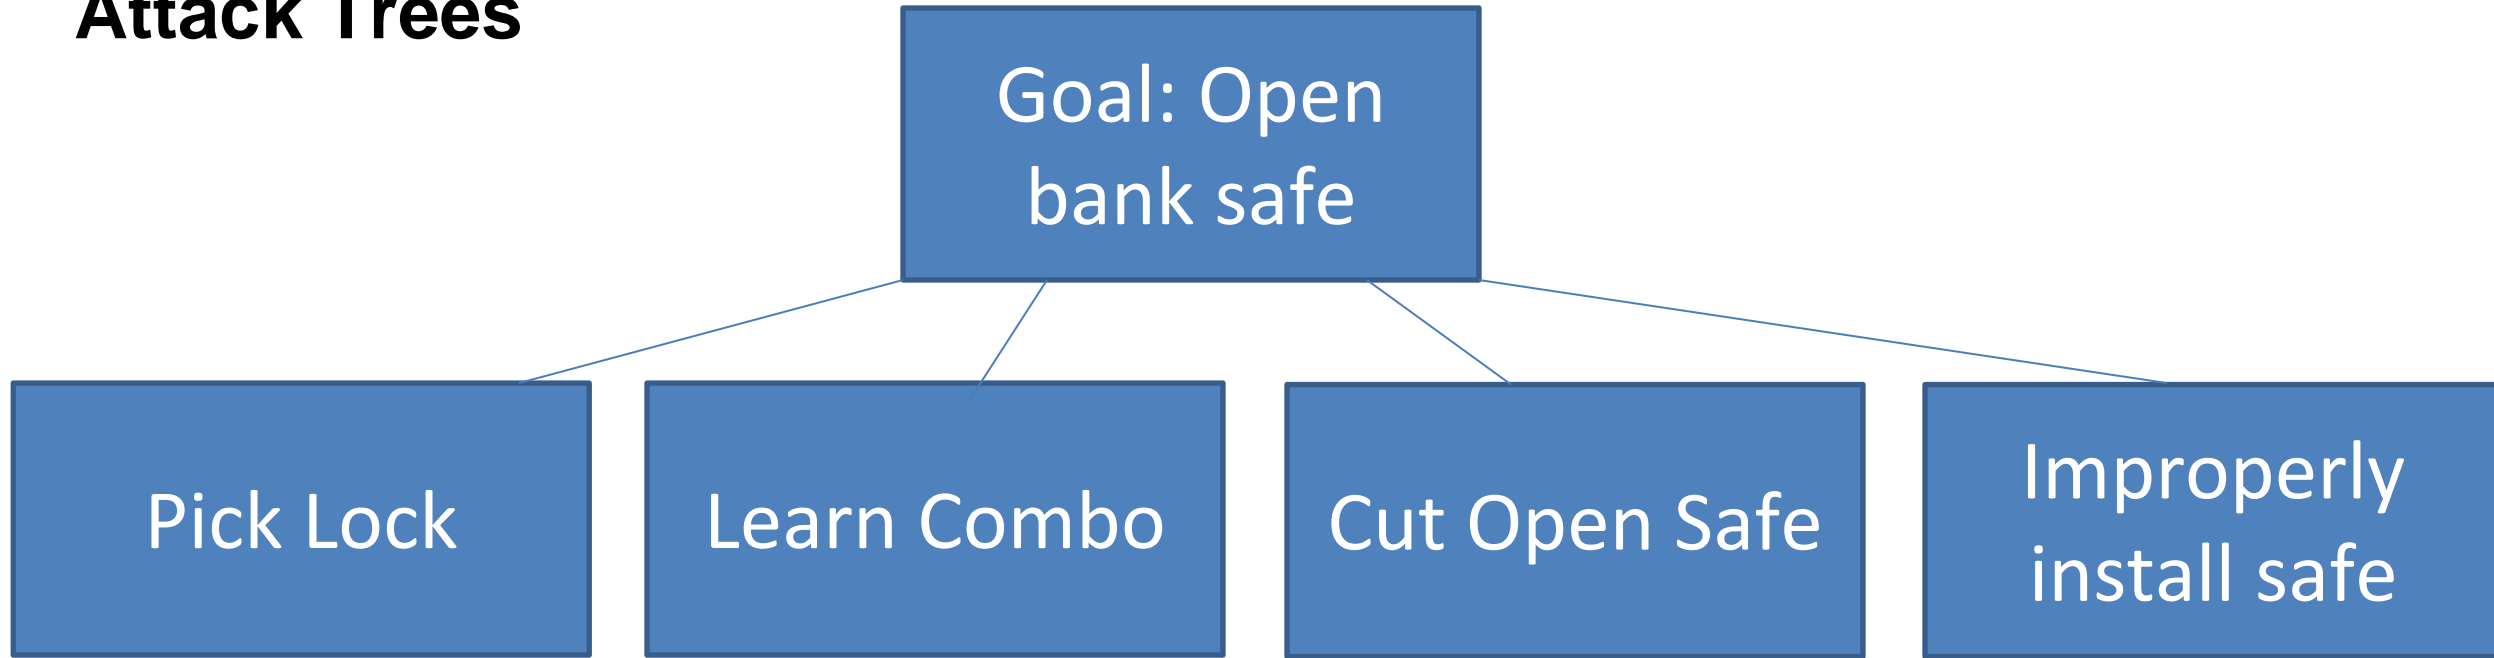 Attack Trees
Goal: Open
bank safe
Pick Lock
Learn Combo
Cut Open Safe
Improperly
install safe